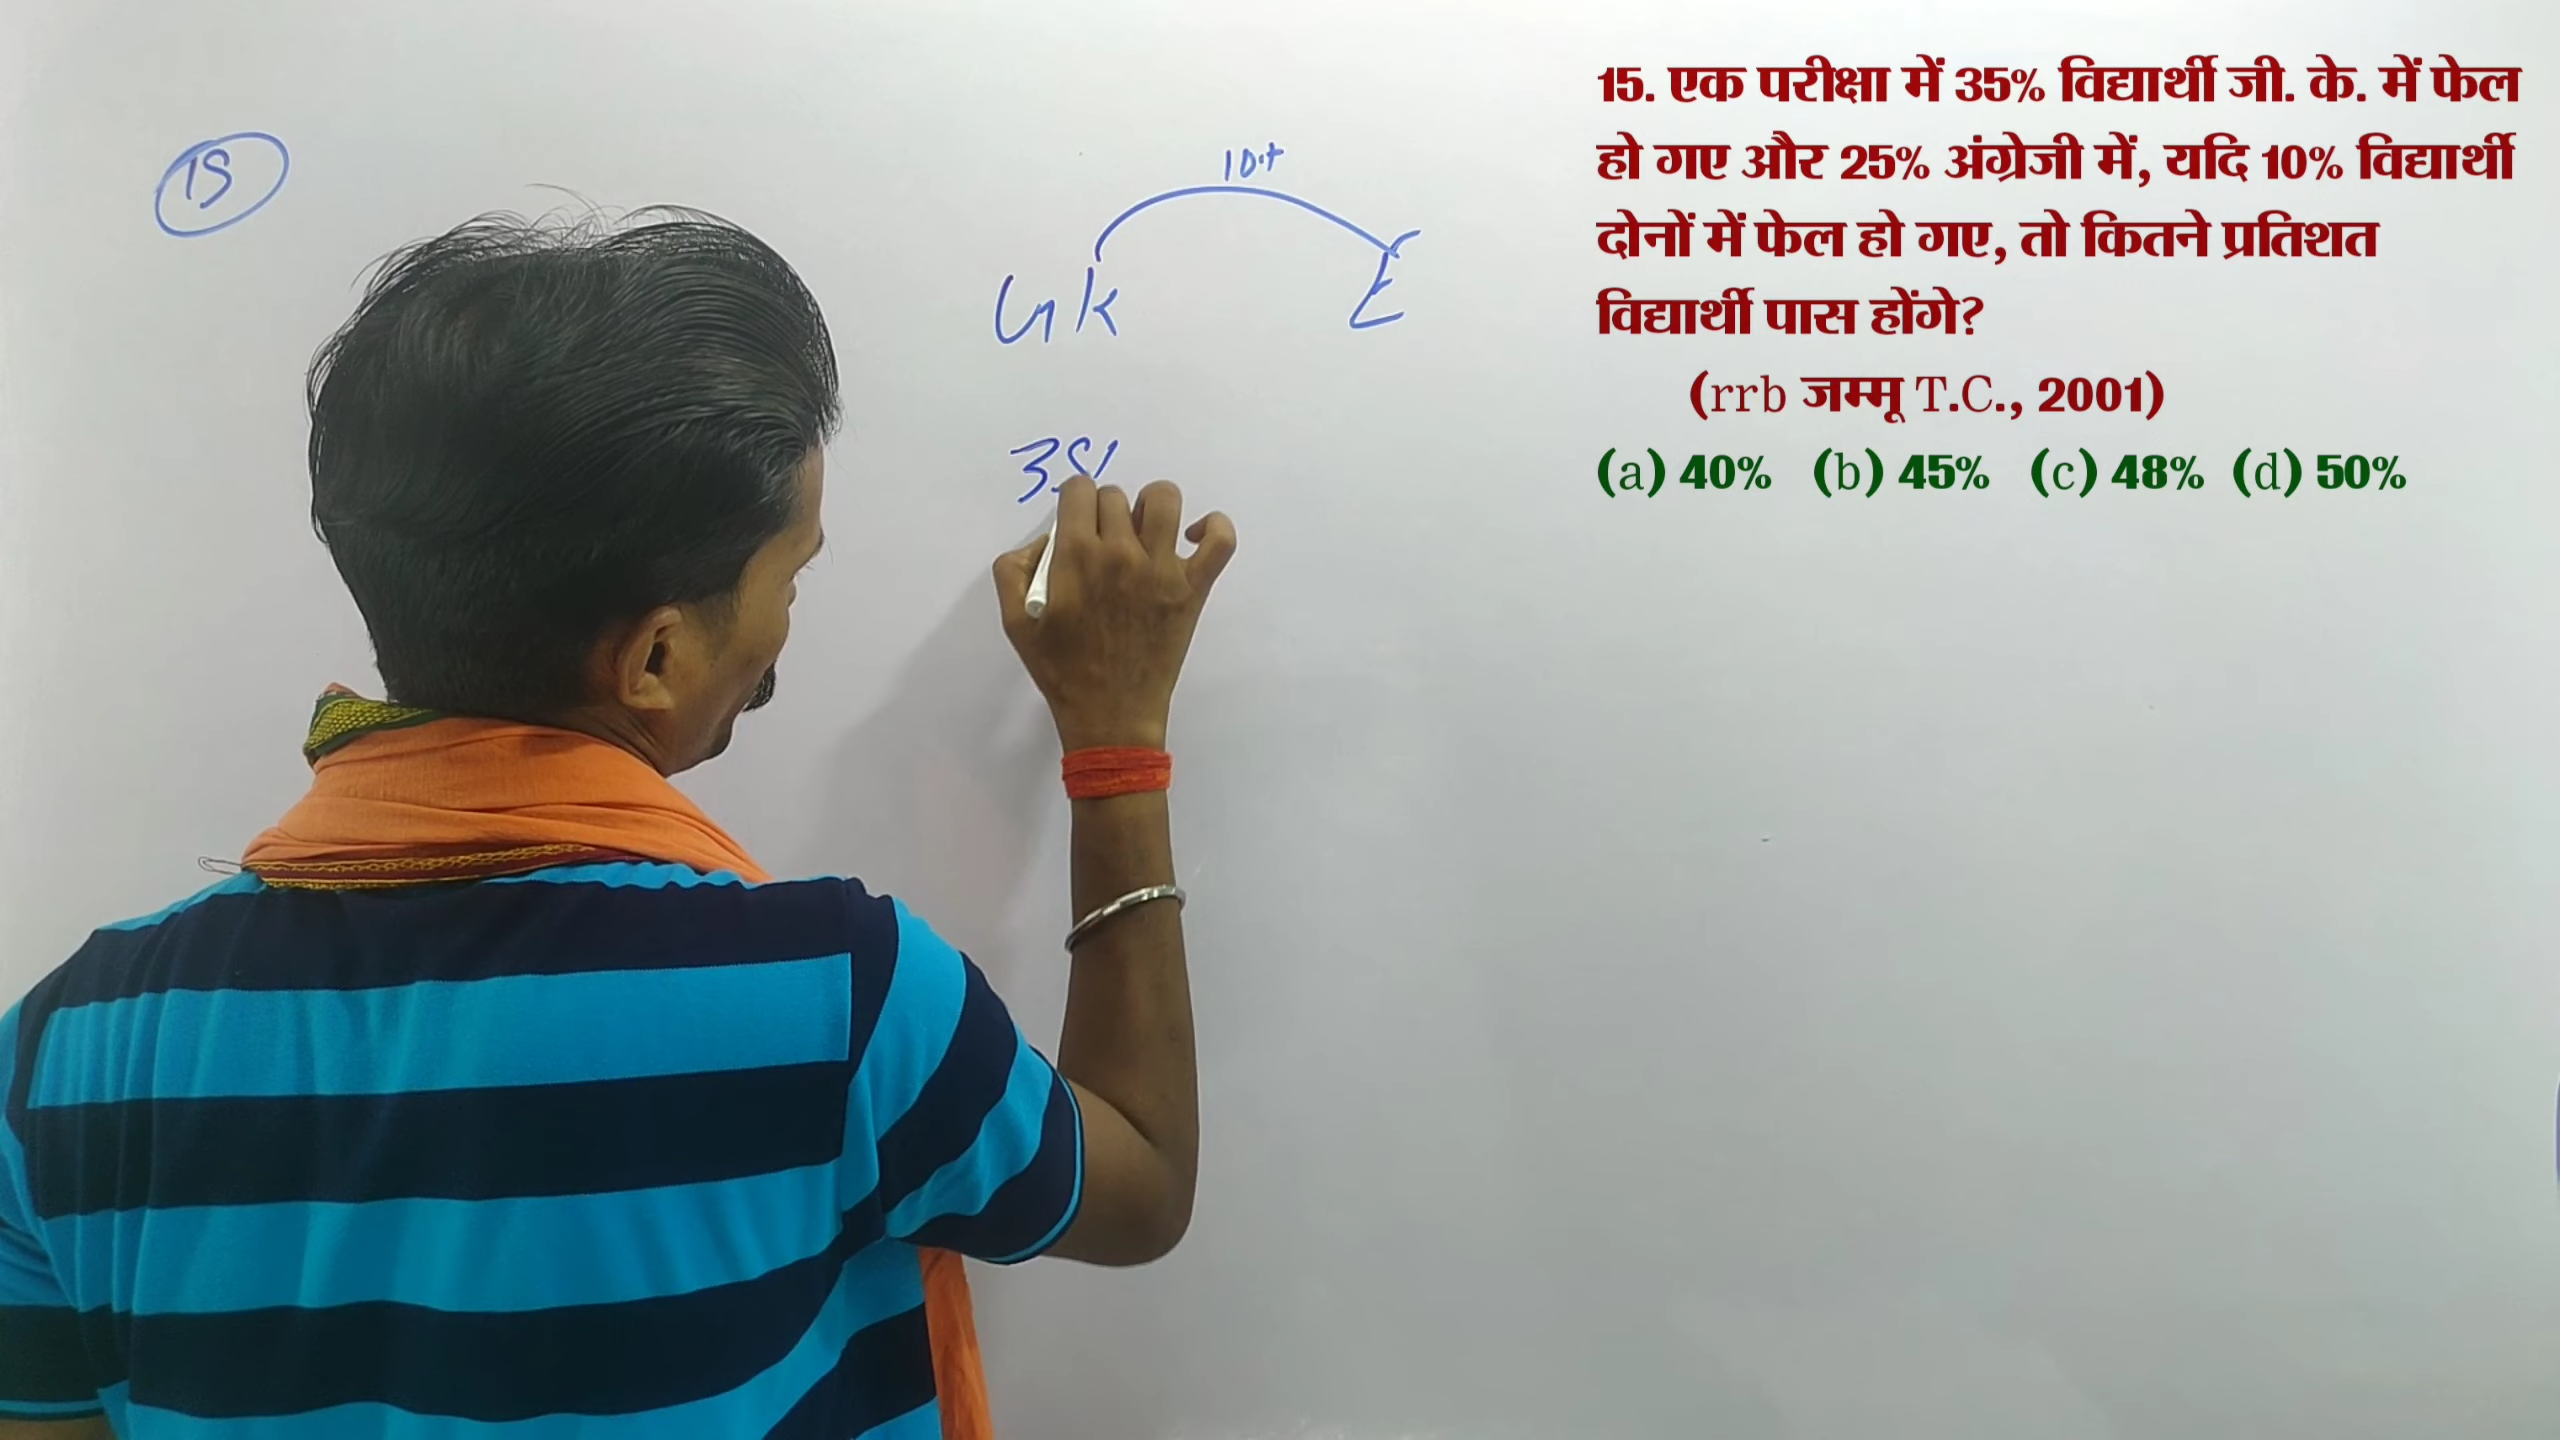 15
10%
GK E
35%
15. एक परीक्षा में 35% विद्यार्थी जी. के. में फेल
हो गए और 25% अंग्रेजी में, यदि 10% विद्यार्थी
दोनों में फेल हो गए, तो कितने प्रतिशत
विद्यार्थी पास होंगे?
(rrb जम्मू T.C., 2001)
(a) 40% (b) 45% (c) 48% (d) 50%